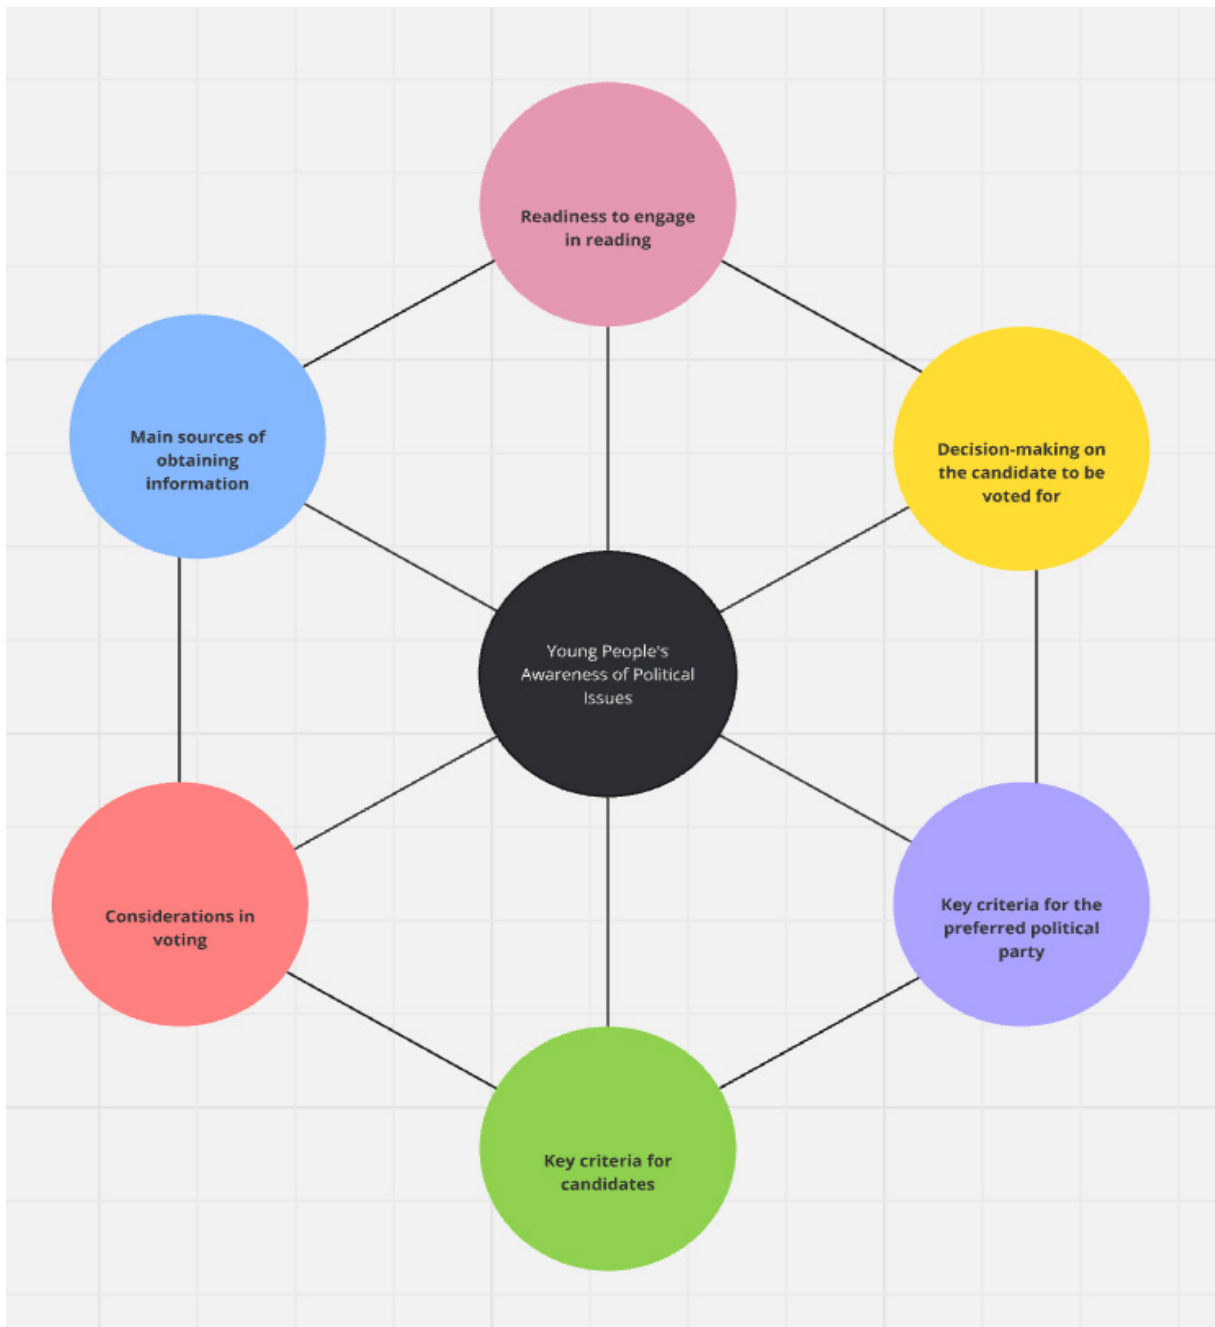 Readiness to engage
in reading
Main sources of
obtaining
information
Decision-making on
the candidate to be
voted for
Young People's
Awareness of Political
Issues
Considerations in
voting
Key criteria for the
preferred political
party
Key criteria for
candidates